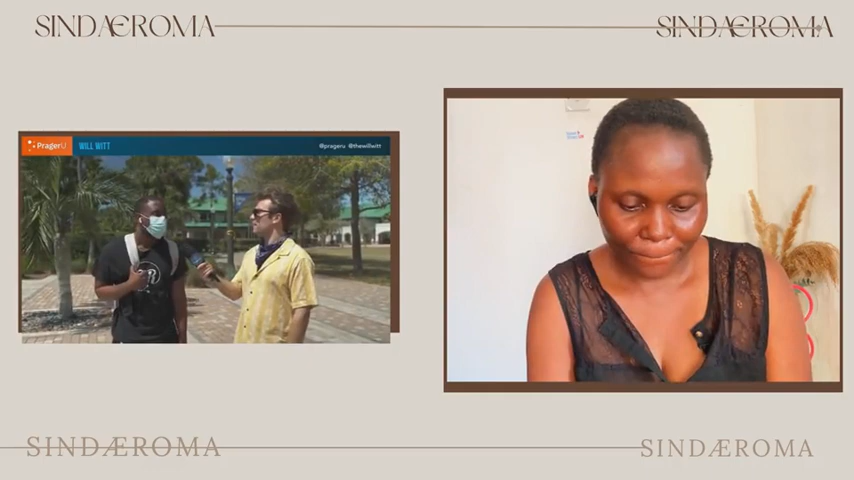 SINDÆROMA
SINDÆROMA
PragerU
WILL WITT
@prageru @thewillwitt
SINDÆROMA
SINDÆROMA